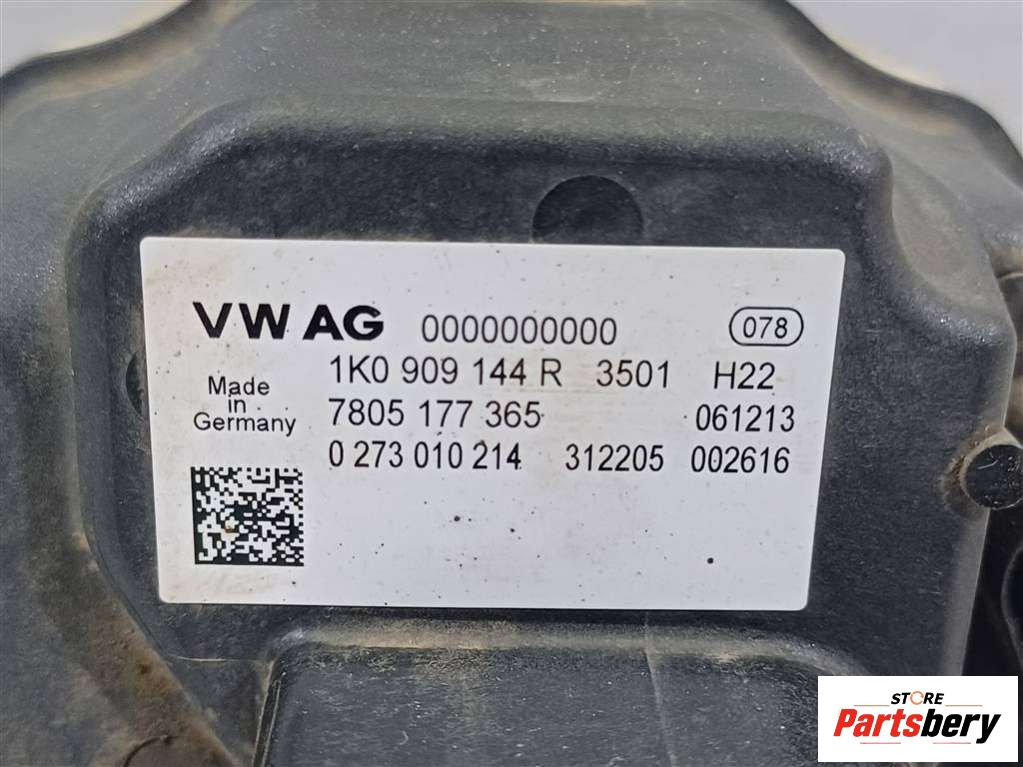 VW AG 0000000000 078
1K0 909 144 R 3501 H22
Made in Germany
7805 177 365 061213
0 273 010 214 312205 002616
STORE
Partsbery